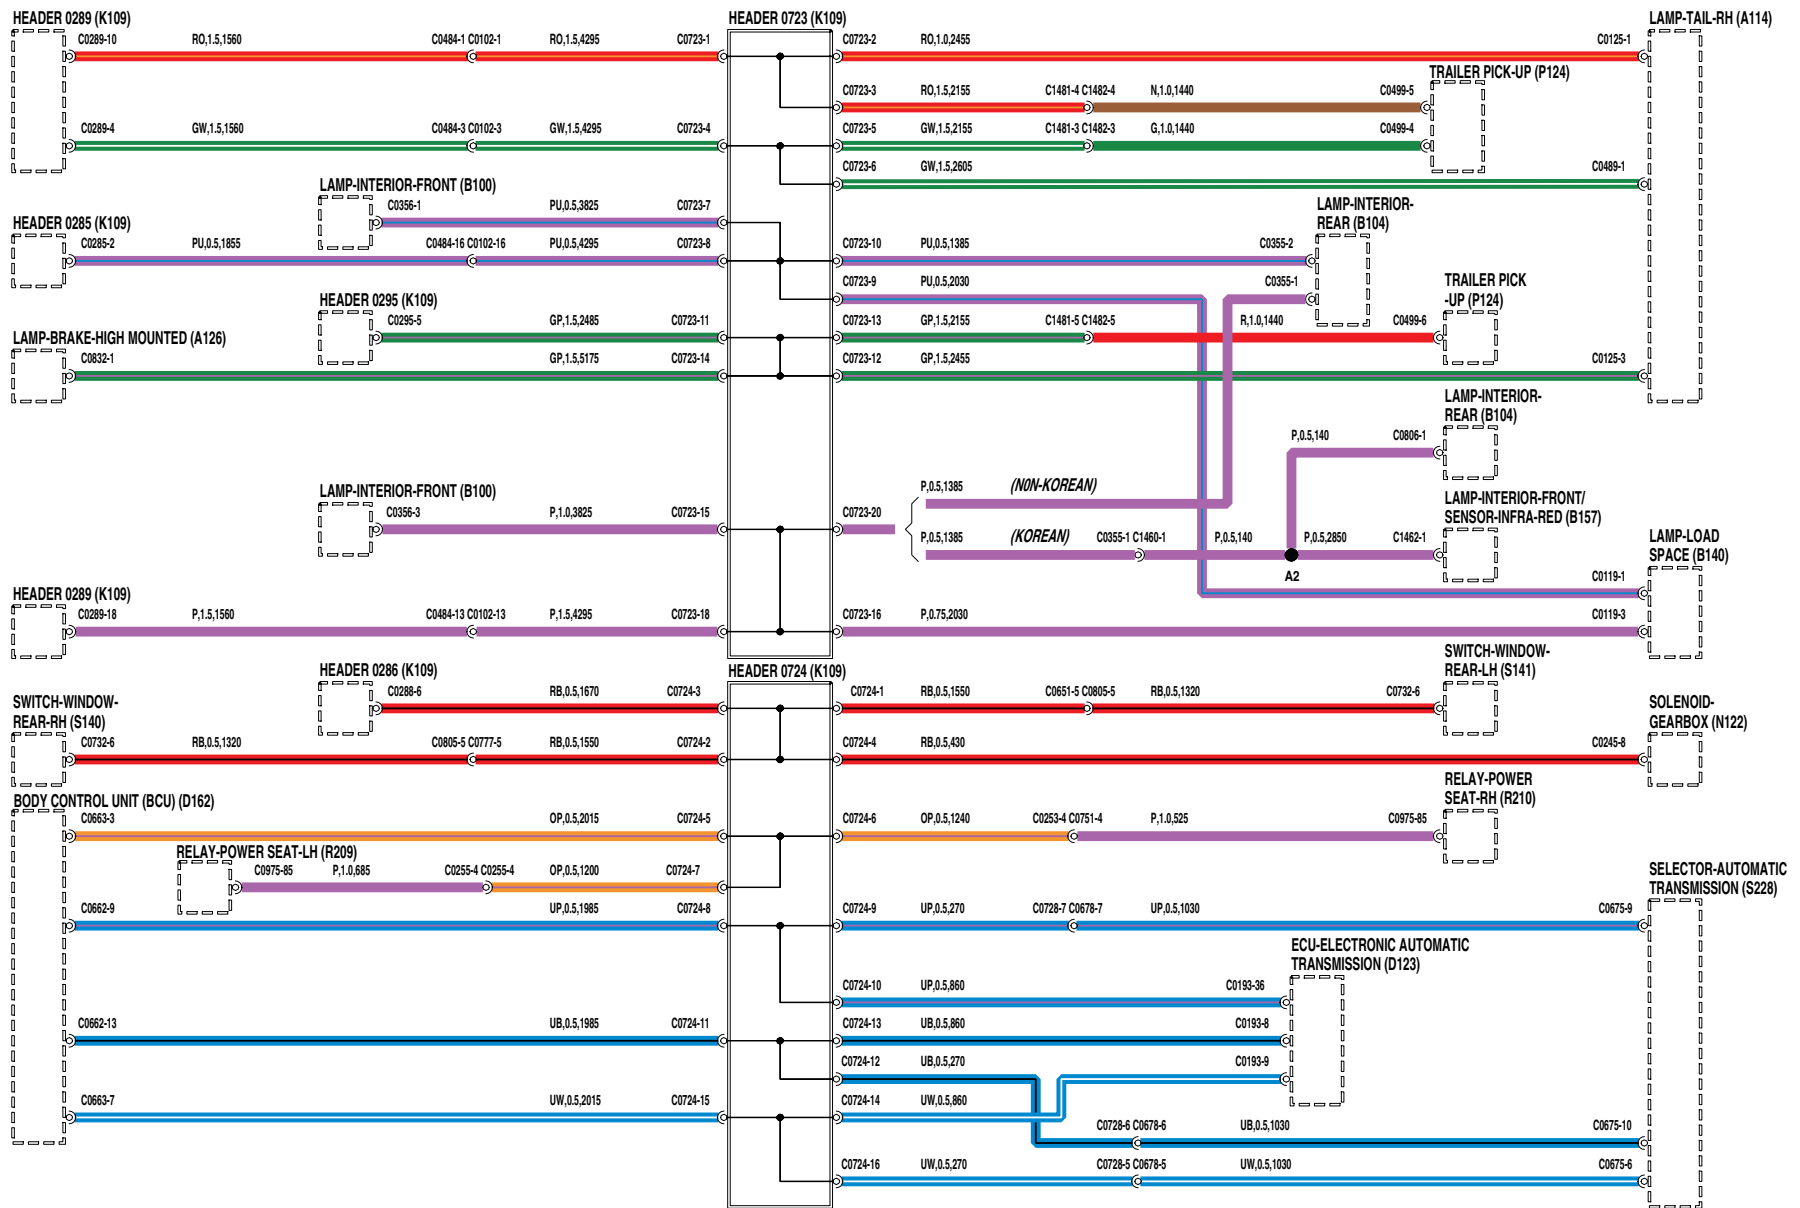 HEADER 0289 (K109) HEADER 0723 (K109) LAMP-TAIL-RH (A114)
C0289-10 RO,1.5,1560 C0484-1 C0102-1 RO,1.5,4295 C0723-1 C0723-2 RO,1.0,2455 C0125-1
TRAILER PICK-UP (P124)
C0723-3 RO,1.5,2155 C1481-4 C1482-4 N,1.0,1440 C0499-5
C0289-4 GW,1.5,1560 C0484-3 C0102-3 GW,1.5,4295 C0723-4 C0723-5 GW,1.5,2155 C1481-3 C1482-3 G,1.0,1440 C0499-4
C0723-6 GW,1.5,2605 C0489-1
LAMP-INTERIOR-FRONT (B100)
C0356-1 PU,0.5,3825 C0723-7
LAMP-INTERIOR-
REAR (B104)
HEADER 0285 (K109)
C0285-2 PU,0.5,1855 C0484-16 C0102-16 PU,0.5,4295 C0723-8 C0723-10 PU,0.5,1385 C0355-2
C0723-9 PU,0.5,2030 C0355-1
TRAILER PICK
-UP (P124)
HEADER 0295 (K109)
C0295-5 GP,1.5,2485 C0723-11 C0723-13 GP,1.5,2155 C1481-5 C1482-5 R,1.0,1440 C0499-6
LAMP-BRAKE-HIGH MOUNTED (A126)
C0832-1 GP,1.5,5175 C0723-14 C0723-12 GP,1.5,2455 C0125-3
LAMP-INTERIOR-
REAR (B104)
P,0.5,140 C0806-1
LAMP-INTERIOR-FRONT (B100)
P,0.5,1385 (N0N-KOREAN)
LAMP-INTERIOR-FRONT/
SENSOR-INFRA-RED (B157)
C0356-3 P,1.0,3825 C0723-15 C0723-20
P,0.5,1385 (KOREAN) C0355-1 C1460-1 P,0.5,140 P,0.5,2850 C1462-1
A2
LAMP-LOAD
SPACE (B140)
C0119-1
HEADER 0289 (K109)
C0289-18 P,1.5,1560 C0484-13 C0102-13 P,1.5,4295 C0723-18 C0723-16 P,0.75,2030 C0119-3
HEADER 0286 (K109) HEADER 0724 (K109)
SWITCH-WINDOW-
REAR-LH (S141)
C0288-6 RB,0.5,1670 C0724-3 C0724-1 RB,0.5,1550 C0651-5 C0805-5 RB,0.5,1320 C0732-6
SWITCH-WINDOW-
REAR-RH (S140)
SOLENOID-
GEARBOX (N122)
C0732-6 RB,0.5,1320 C0805-5 C0777-5 RB,0.5,1550 C0724-2 C0724-4 RB,0.5,430 C0245-8
RELAY-POWER
SEAT-RH (R210)
BODY CONTROL UNIT (BCU) (D162)
C0663-3 OP,0.5,2015 C0724-5 C0724-6 OP,0.5,1240 C0253-4 C0751-4 P,1.0,525 C0975-85
RELAY-POWER SEAT-LH (R209)
C0975-85 P,1.0,685 C0255-4 C0255-4 OP,0.5,1200 C0724-7
SELECTOR-AUTOMATIC
TRANSMISSION (S228)
C0662-9 UP,0.5,1985 C0724-8 C0724-9 UP,0.5,270 C0728-7 C0678-7 UP,0.5,1030 C0675-9
ECU-ELECTRONIC AUTOMATIC
TRANSMISSION (D123)
C0724-10 UP,0.5,860 C0193-36
C0662-13 UB,0.5,1985 C0724-11 C0724-13 UB,0.5,860 C0193-8
C0724-12 UB,0.5,270 C0193-9
C0663-7 UW,0.5,2015 C0724-15 C0724-14 UW,0.5,860
C0728-6 C0678-6 UB,0.5,1030 C0675-10
C0724-16 UW,0.5,270 C0728-5 C0678-5 UW,0.5,1030 C0675-6